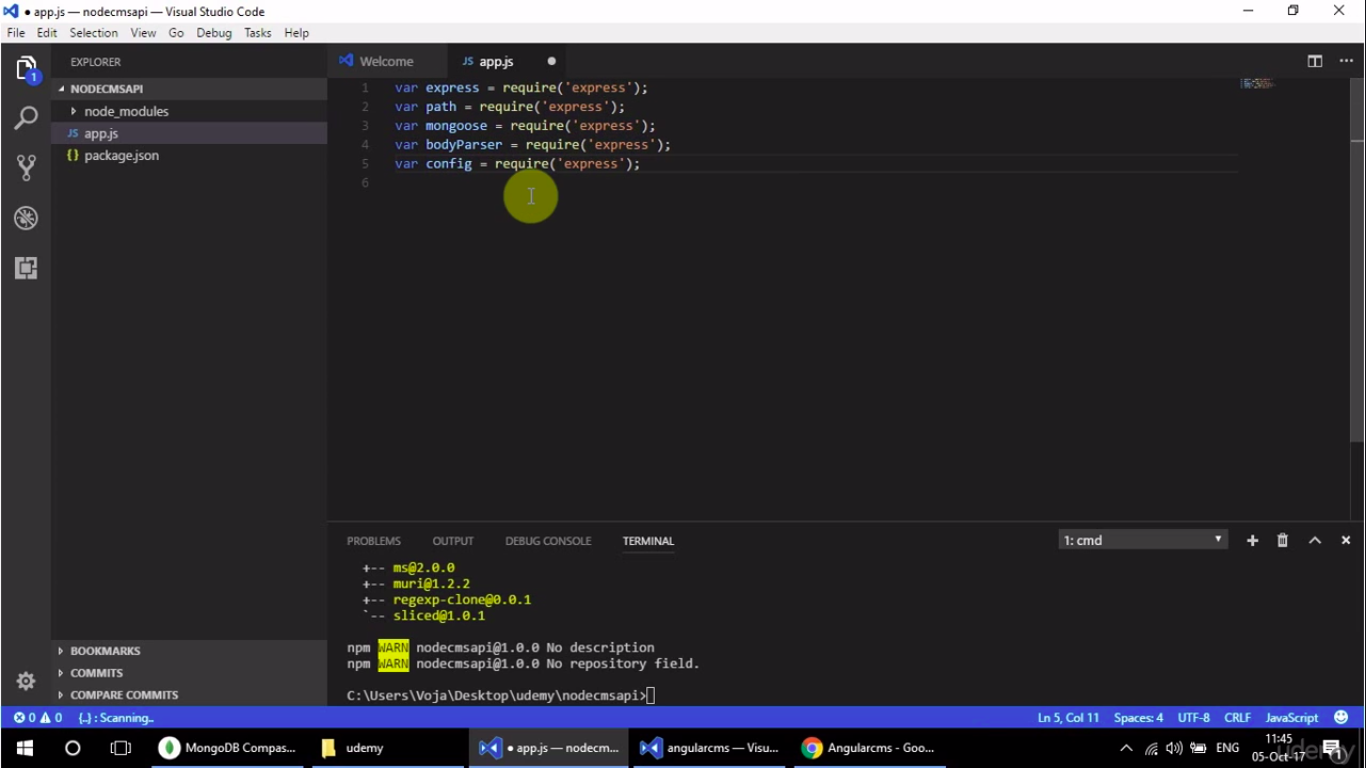 ● app.js — nodecmsapi — Visual Studio Code
File Edit Selection View Go Debug Tasks Help
1
EXPLORER
NODECMSAPI
node_modules
JS app.js
{} package.json
BOOKMARKS
COMMITS
COMPARE COMMITS
Welcome
JS app.js ●
1 var express = require('express');
2 var path = require('express');
3 var mongoose = require('express');
4 var bodyParser = require('express');
5 var config = require('express');
6
PROBLEMS OUTPUT DEBUG CONSOLE TERMINAL
1: cmd
+-- ms@2.0.0
+-- muri@1.2.2
+-- regexp-clone@0.0.1
`-- sliced@1.0.1
npm WARN nodecmsapi@1.0.0 No description
npm WARN nodecmsapi@1.0.0 No repository field.
C:\Users\Voja\Desktop\udemy\nodecmsapi>
0 0 {..} : Scanning..
Ln 5, Col 11 Spaces: 4 UTF-8 CRLF JavaScript
MongoDB Compas...
udemy
● app.js — nodecm...
angularcms — Visu...
Angularcms - Goo...
ENG
11:45
05-Oct-17
1
udemy